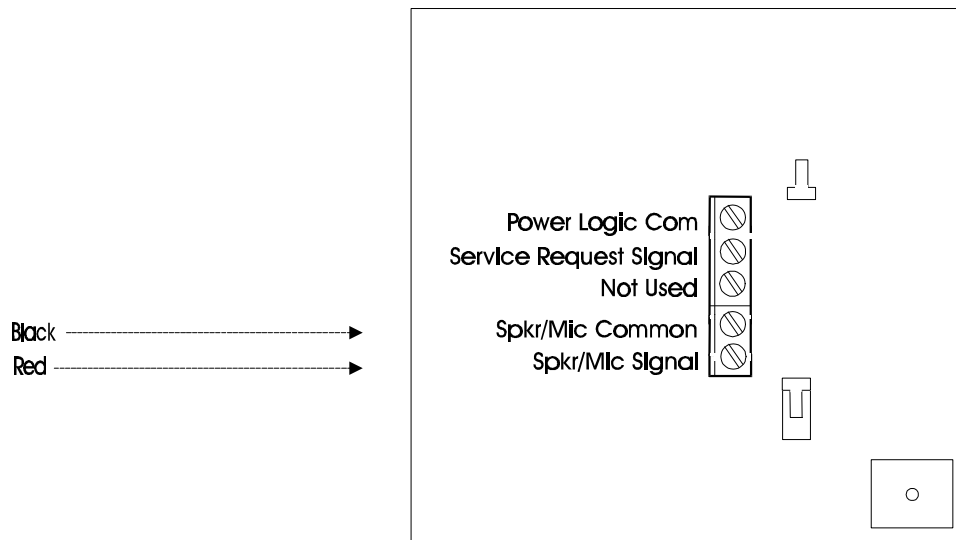 Power Logic Com
Service Request Signal
Not Used
Black
Spkr/Mic Common
Red
Spkr/Mic Signal